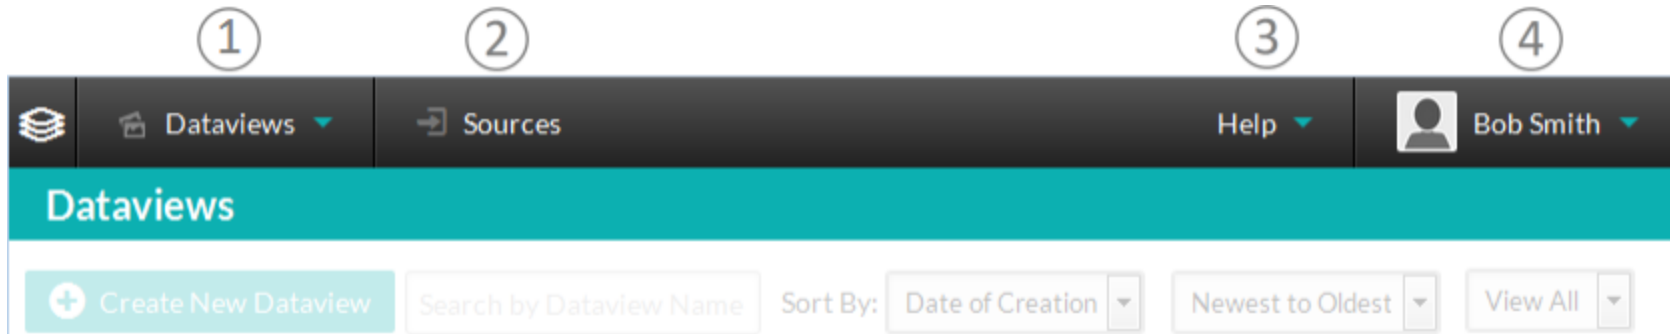 1 2 3 4
Dataviews Sources Help Bob Smith
Dataviews
Create New Dataview Search by Dataview Name Sort By: Date of Creation Newest to Oldest View All